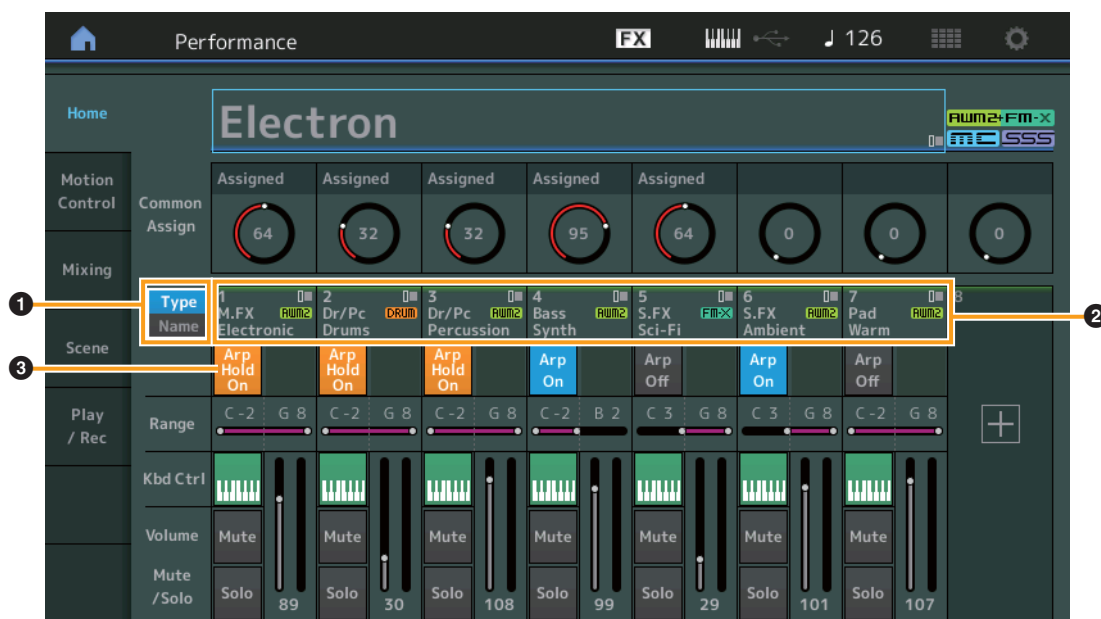 Performance FX 126
Home
Electron
AWM2+FM-X
MC SSS
Motion Control
Common Assign
Assigned Assigned Assigned Assigned Assigned
64 32 32 95 64 0 0 0
Mixing
1 2 3 4 5 6 7 8
❶ Type M.FX AWM2 Dr/Pc DRUM Dr/Pc AWM2 Bass AWM2 S.FX FM-X S.FX AWM2 Pad AWM2 ❷
Name Electronic Drums Percussion Synth Sci-Fi Ambient Warm
Scene
❸ Arp Hold On Arp Hold On Arp Hold On Arp On Arp Off Arp On Arp Off
Play / Rec
Range C -2 G 8 C -2 G 8 C -2 G 8 C -2 B 2 C 3 G 8 C 3 G 8 C -2 G 8
Kbd Ctrl
Volume Mute Mute Mute Mute Mute Mute Mute
Mute /Solo Solo Solo Solo Solo Solo Solo Solo
89 30 108 99 29 101 107